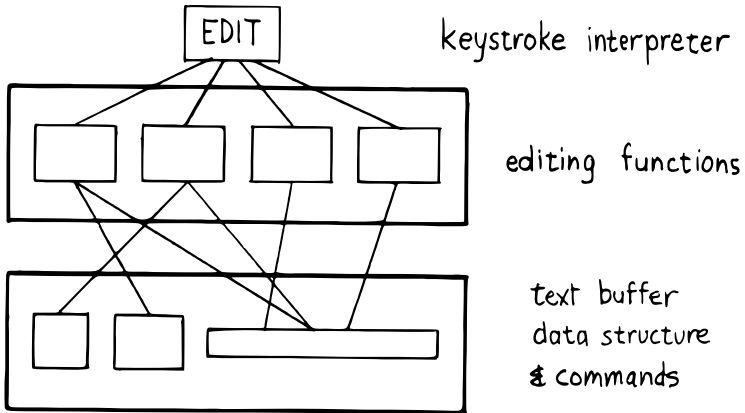 EDIT
keystroke interpreter
editing functions
text buffer
data structure
& commands